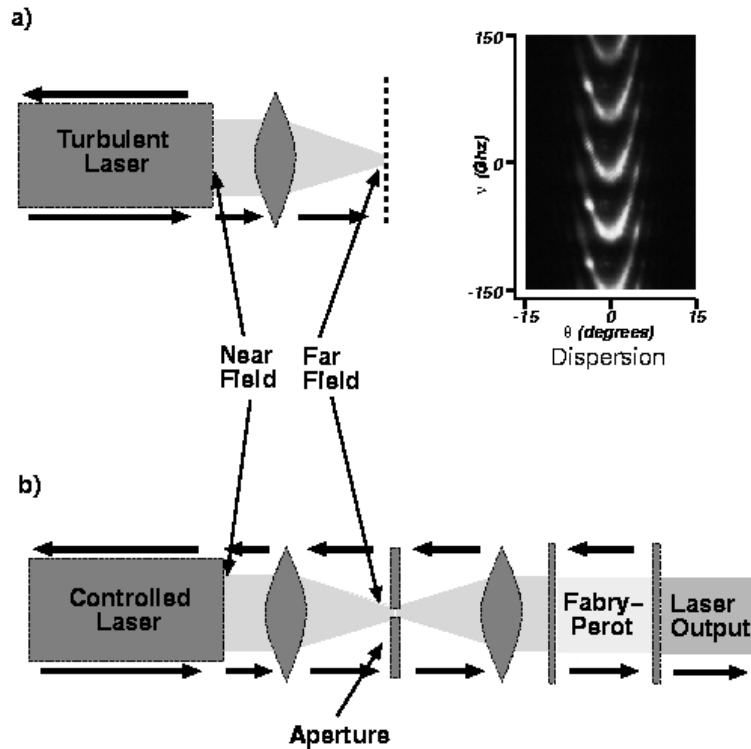 a)
Turbulent
Laser
150
0
-150
ν (Ghz)
-15
0
15
θ (degrees)
Dispersion
Near
Field
Far
Field
b)
Controlled
Laser
Fabry-
Perot
Laser
Output
Aperture